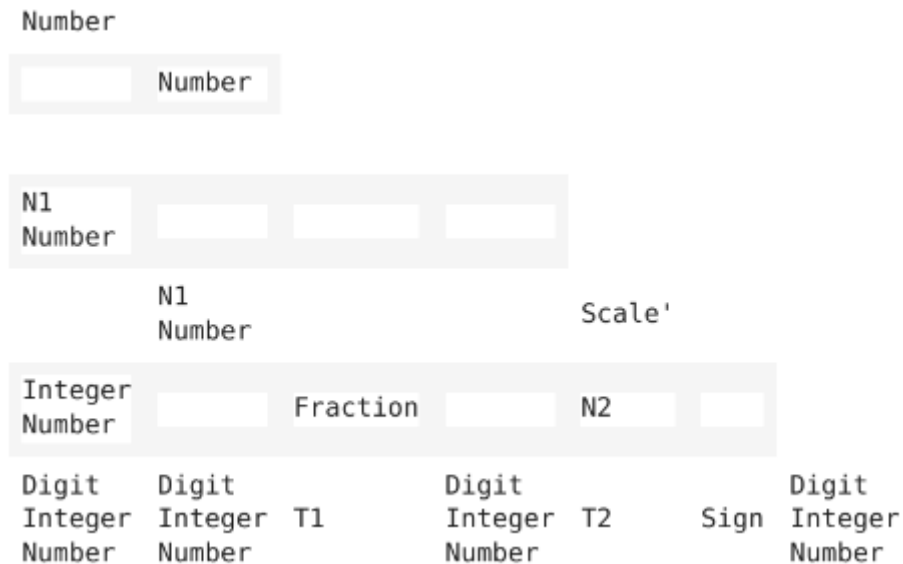 Number
Number
N1
Number
N1
Number
Scale'
Integer
Number
Fraction
N2
Digit
Integer
Number
Digit
Integer
Number
T1
Digit
Integer
Number
T2
Sign
Digit
Integer
Number